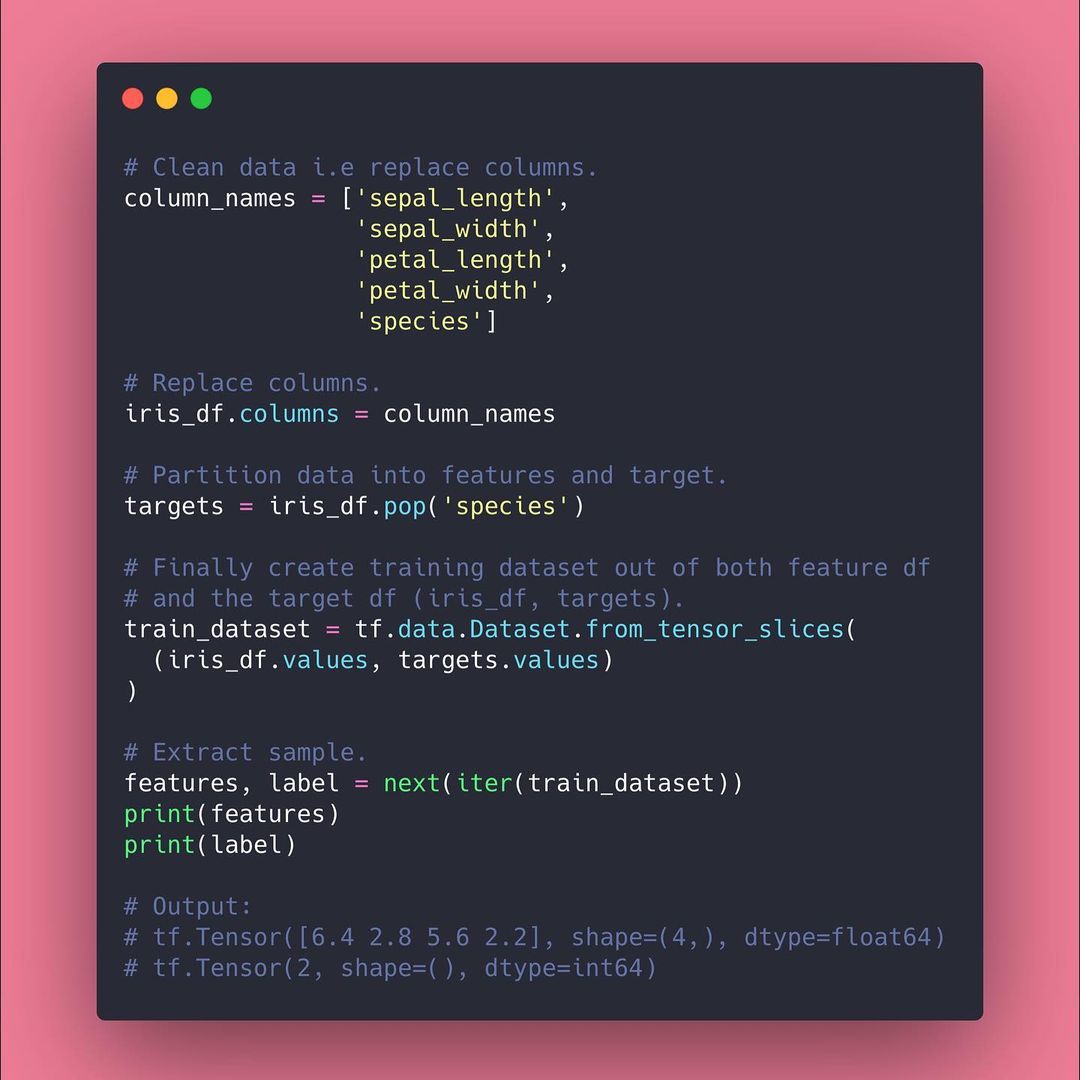 # Clean data i.e replace columns.
column_names = ['sepal_length',
                'sepal_width',
                'petal_length',
                'petal_width',
                'species']
# Replace columns.
iris_df.columns = column_names
# Partition data into features and target.
targets = iris_df.pop('species')
# Finally create training dataset out of both feature df
# and the target df (iris_df, targets).
train_dataset = tf.data.Dataset.from_tensor_slices(
  (iris_df.values, targets.values)
)
# Extract sample.
features, label = next(iter(train_dataset))
print(features)
print(label)
# Output:
# tf.Tensor([6.4 2.8 5.6 2.2], shape=(4,), dtype=float64)
# tf.Tensor(2, shape=(), dtype=int64)